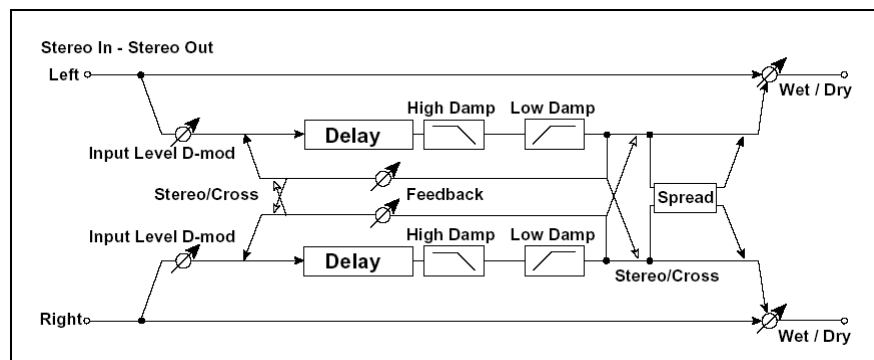 Stereo In - Stereo Out
Left
Wet / Dry
High Damp
Low Damp
Delay
Input Level D-mod
Stereo/Cross
Feedback
Spread
Input Level D-mod
High Damp
Low Damp
Delay
Stereo/Cross
Right
Wet / Dry